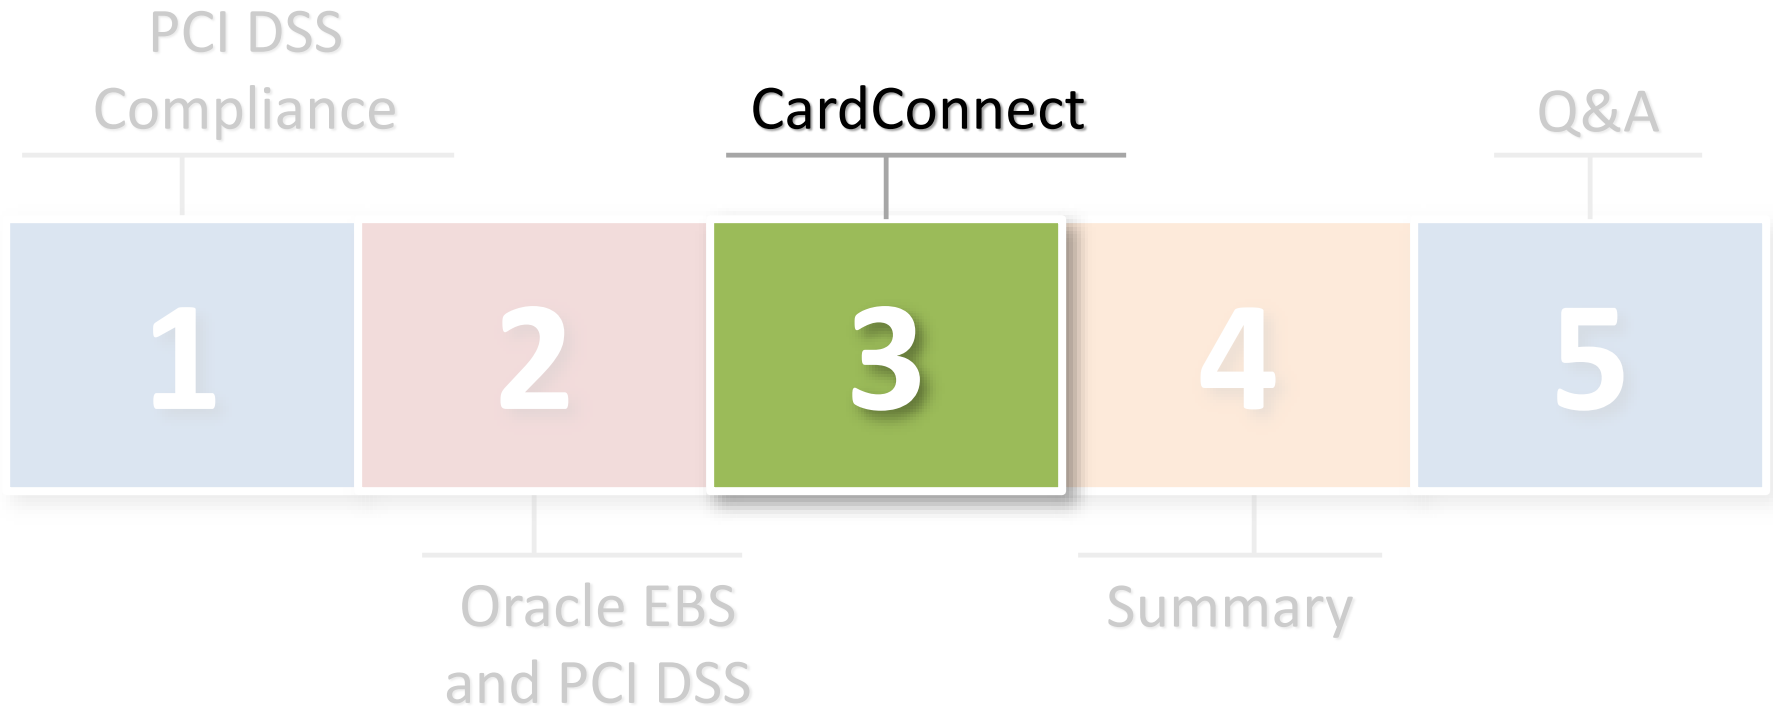 PCI DSS
Compliance
CardConnect
Q&A
1
2
3
4
5
Oracle EBS
and PCI DSS
Summary